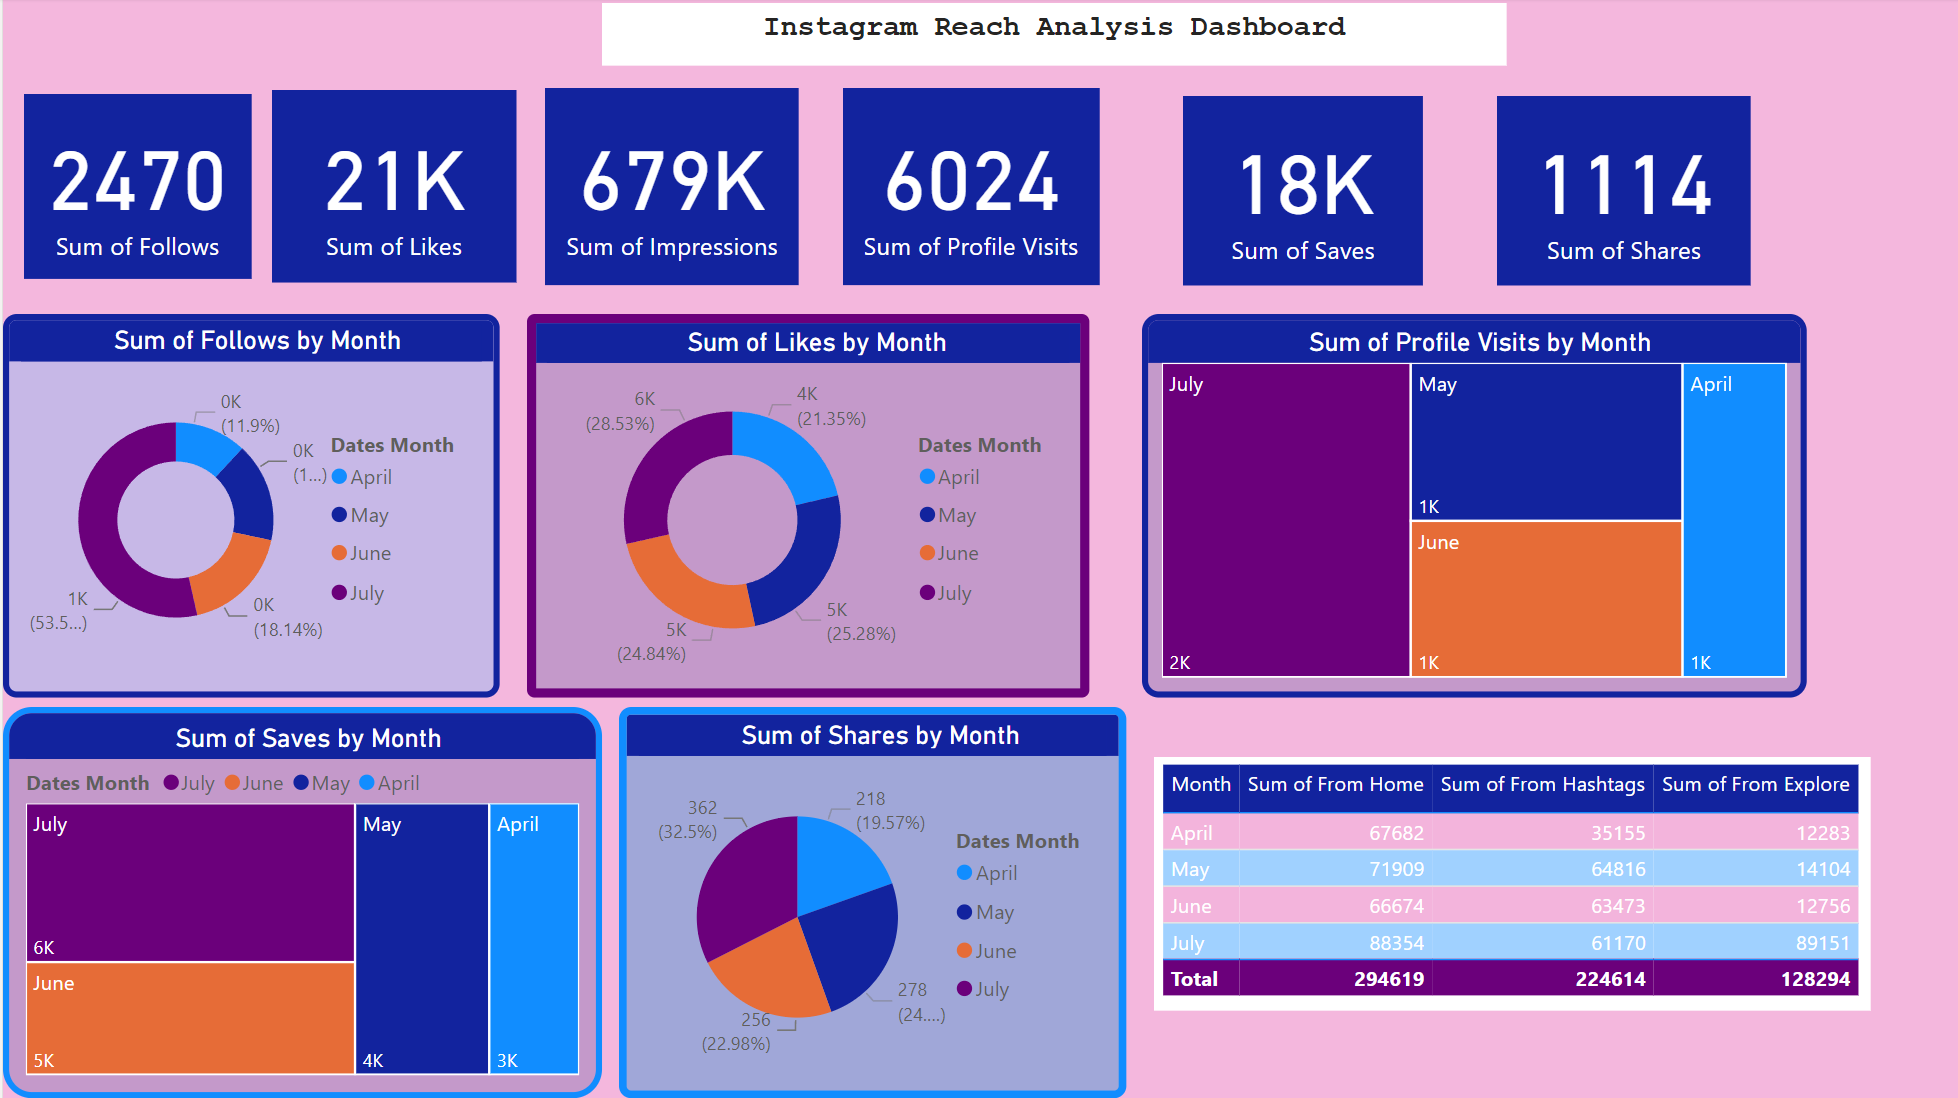 Instagram Reach Analysis Dashboard
2470
Sum of Follows
21K
Sum of Likes
679K
Sum of Impressions
6024
Sum of Profile Visits
18K
Sum of Saves
1114
Sum of Shares
Sum of Follows by Month
0K
(11.9%)
0K
(1...)
0K
(18.14%)
1K
(53.5...)
Dates Month
April
May
June
July
Sum of Likes by Month
4K
(21.35%)
5K
(25.28%)
5K
(24.84%)
6K
(28.53%)
Dates Month
April
May
June
July
Sum of Profile Visits by Month
July
2K
May
1K
June
1K
April
1K
Sum of Saves by Month
Dates Month July June May April
July
6K
June
5K
May
4K
April
3K
Sum of Shares by Month
218
(19.57%)
278
(24....)
256
(22.98%)
362
(32.5%)
Dates Month
April
May
June
July
Month Sum of From Home Sum of From Hashtags Sum of From Explore
April 67682 35155 12283
May 71909 64816 14104
June 66674 63473 12756
July 88354 61170 89151
Total 294619 224614 128294